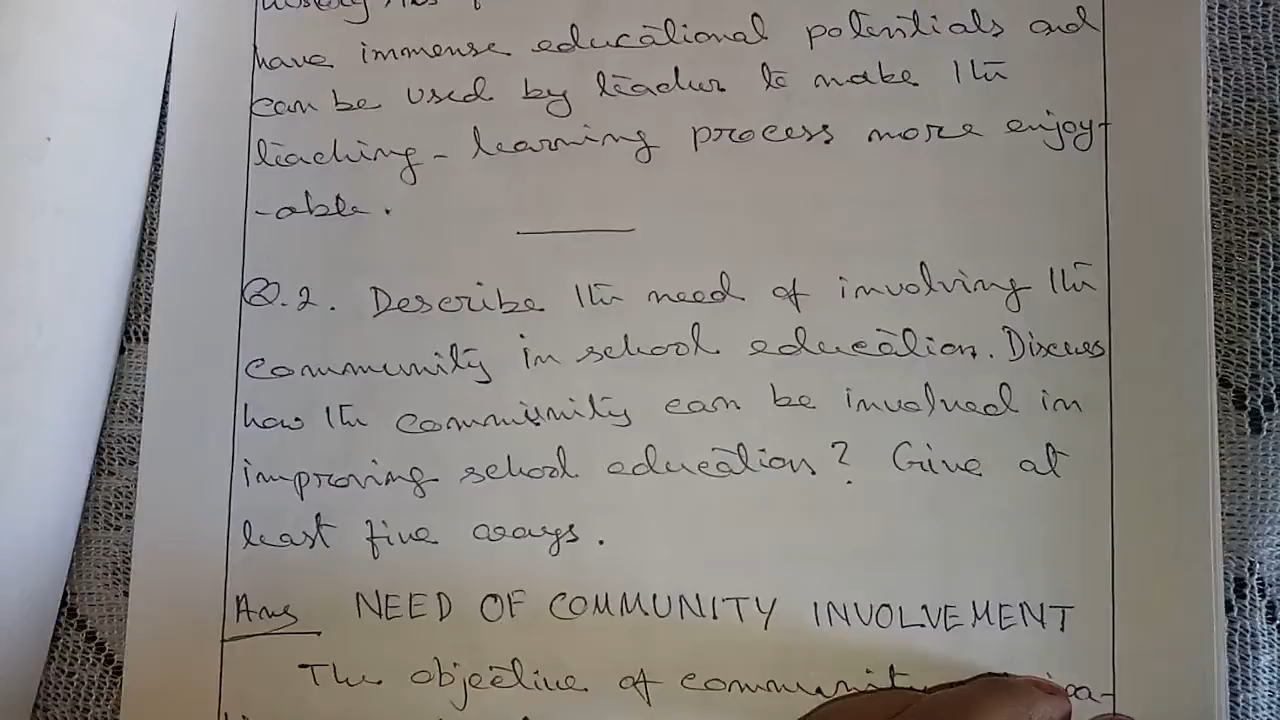 have immense educational potentials and
can be used by teacher to make the
teaching - learning process more enjoy-
-able.
Q.2. Describe the need of involving the
community in school education. Discuss
how the community can be involved in
improving school education? Give at
least five ways.
Ans NEED OF COMMUNITY INVOLVEMENT
The objective of community